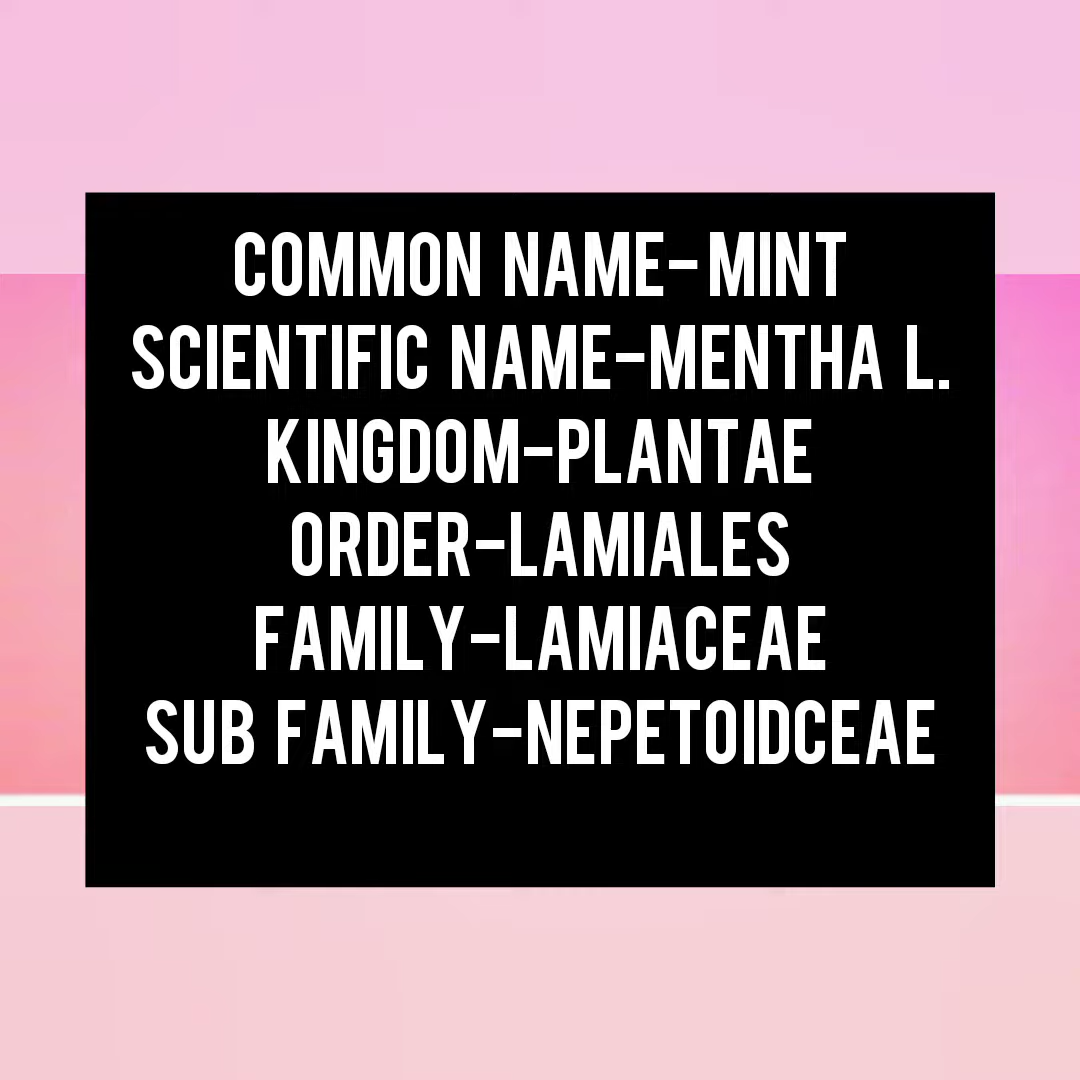 COMMON NAME- MINT
SCIENTIFIC NAME-MENTHA L.
KINGDOM-PLANTAE
ORDER-LAMIALES
FAMILY-LAMIACEAE
SUB FAMILY-NEPETOIDCEAE